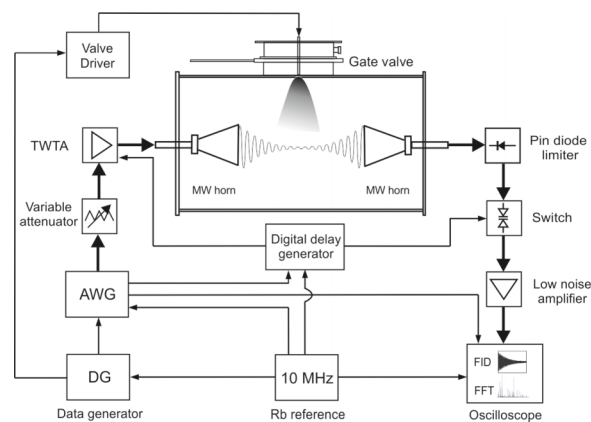 Valve
Driver
Gate valve
TWTA
Pin diode
limiter
MW horn
MW horn
Variable
attenuator
Switch
Digital delay
generator
AWG
Low noise
amplifier
DG
10 MHz
FID
FFT
Data generator
Rb reference
Oscilloscope